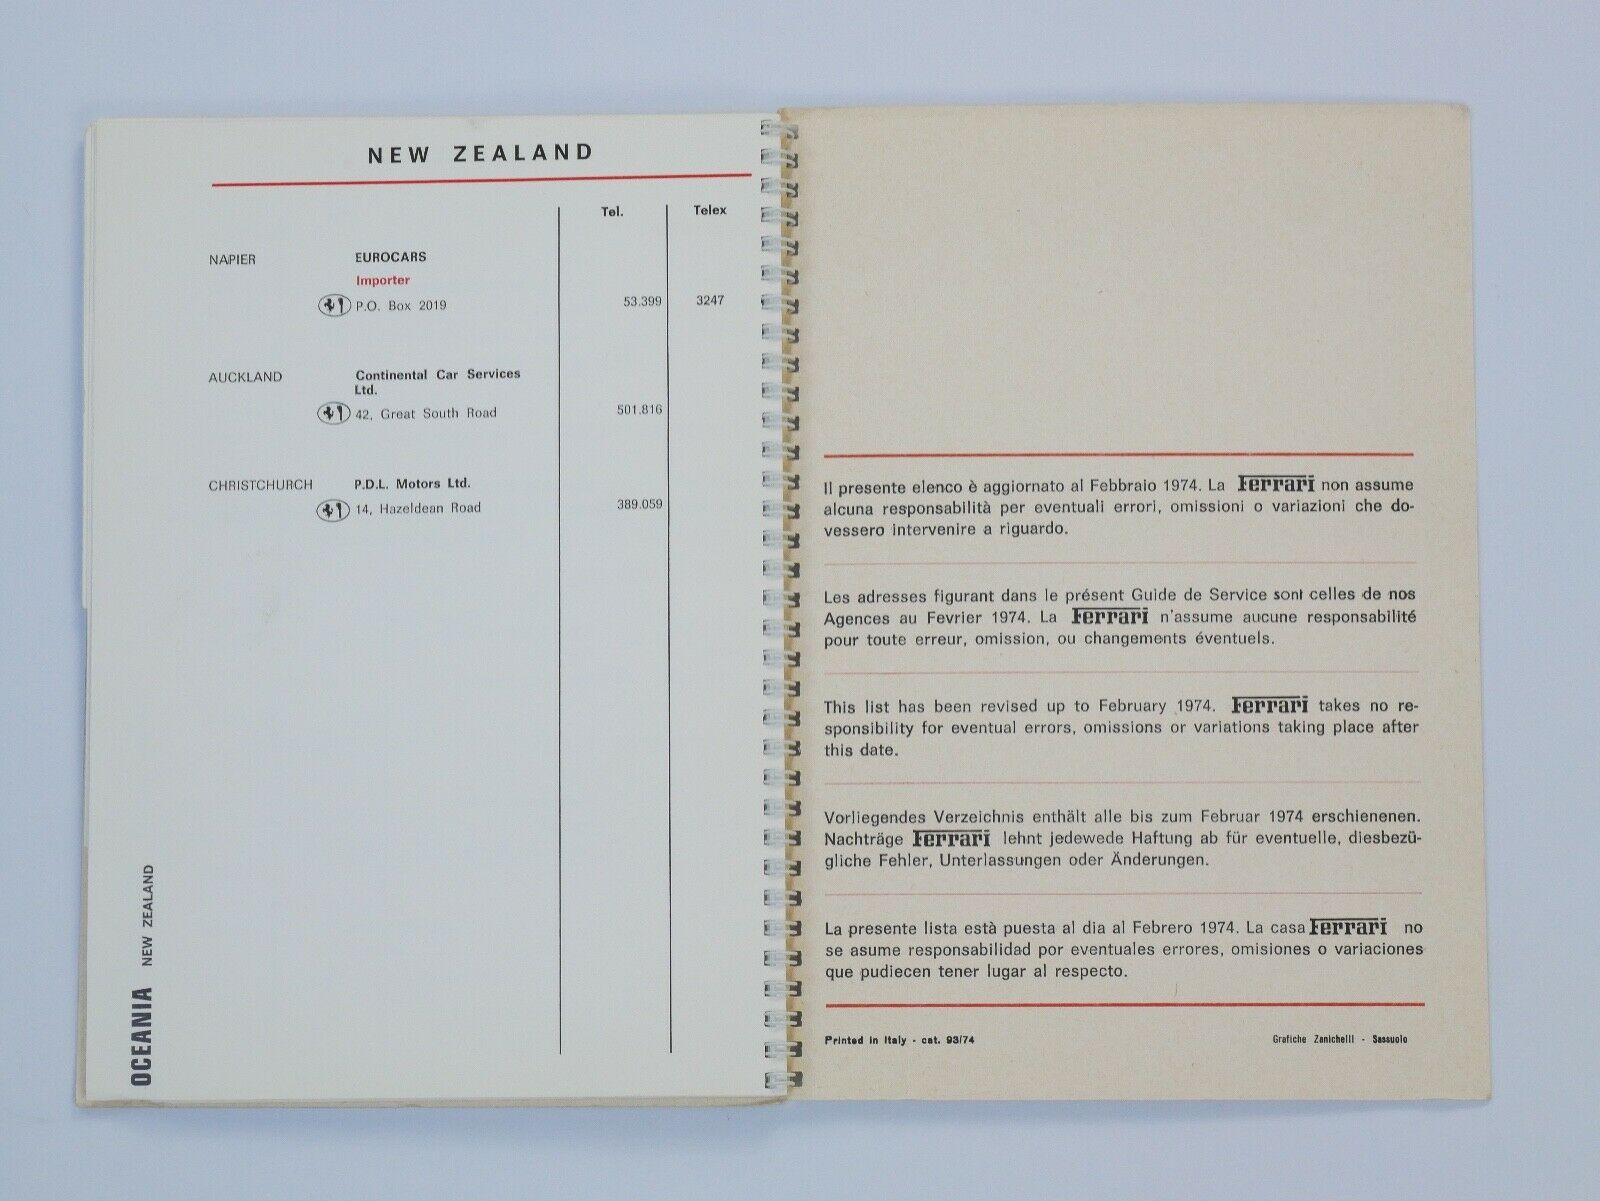 NEW ZEALAND
Tel. Telex
NAPIER EUROCARS
Importer
P.O. Box 2019 53.399 3247
AUCKLAND Continental Car Services
Ltd.
42, Great South Road 501.816
CHRISTCHURCH P.D.L. Motors Ltd.
14, Hazeldean Road 389.059
OCEANIA NEW ZEALAND
Il presente elenco è aggiornato al Febbraio 1974. La Ferrari non assume
alcuna responsabilità per eventuali errori, omissioni o variazioni che do-
vessero intervenire a riguardo.
Les adresses figurant dans le présent Guide de Service sont celles de nos
Agences au Fevrier 1974. La Ferrari n'assume aucune responsabilité
pour toute erreur, omission, ou changements éventuels.
This list has been revised up to February 1974. Ferrari takes no re-
sponsibility for eventual errors, omissions or variations taking place after
this date.
Vorliegendes Verzeichnis enthält alle bis zum Februar 1974 erschienenen.
Nachträge Ferrari lehnt jedewede Haftung ab für eventuelle, diesbezü-
gliche Fehler, Unterlassungen oder Änderungen.
La presente lista està puesta al dia al Febrero 1974. La casa Ferrari no
se asume responsabilidad por eventuales errores, omisiones o variaciones
que pudiecen tener lugar al respecto.
Printed in Italy - cat. 93/74 Grafiche Zanichelli - Sassuolo